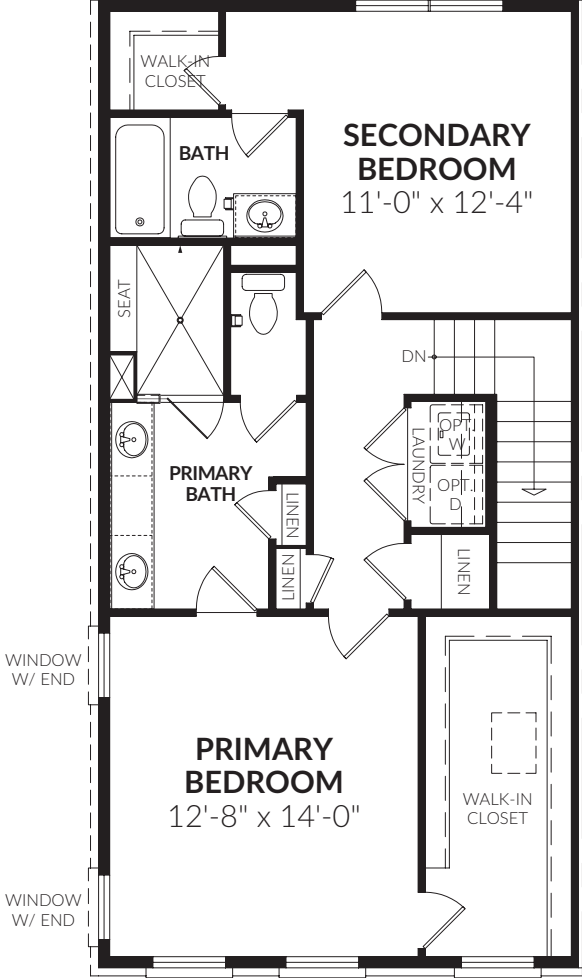 WALK-IN
CLOSET
BATH
SECONDARY
BEDROOM
11'-0" x 12'-4"
SEAT
DN
OPT.
W
LAUNDRY
OPT.
D
PRIMARY
BATH
LINEN
LINEN
LINEN
WINDOW
W/ END
PRIMARY
BEDROOM
12'-8" x 14'-0"
WALK-IN
CLOSET
WINDOW
W/ END